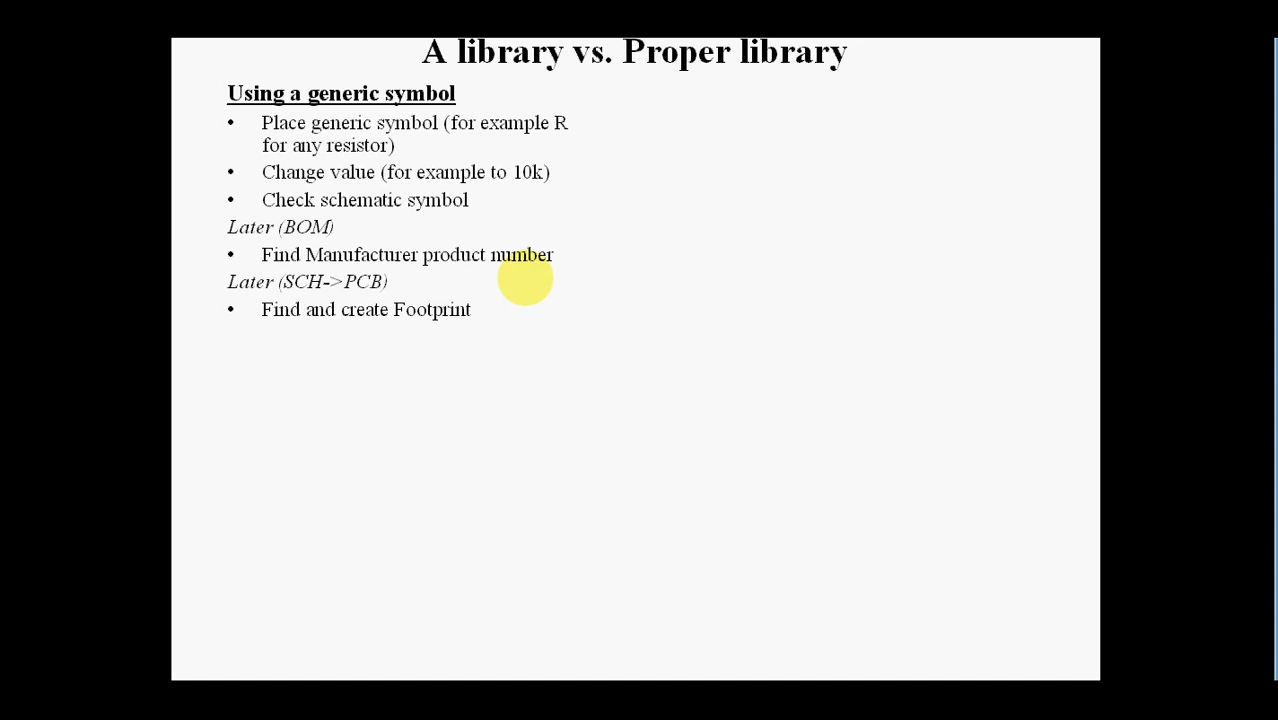 A library vs. Proper library
Using a generic symbol
• Place generic symbol (for example R
for any resistor)
• Change value (for example to 10k)
• Check schematic symbol
Later (BOM)
• Find Manufacturer product number
Later (SCH->PCB)
• Find and create Footprint